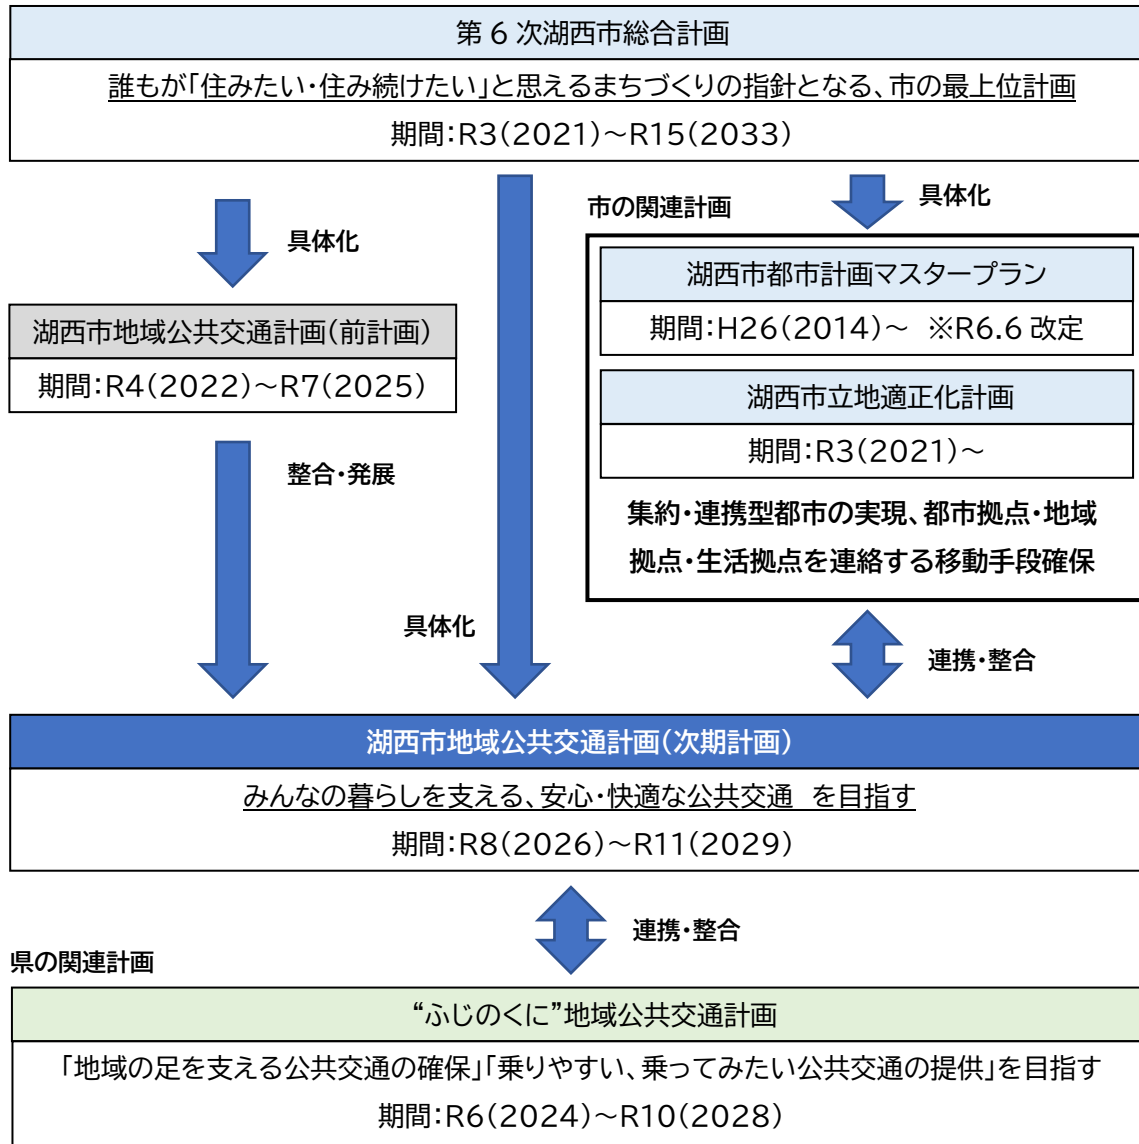 第6次湖西市総合計画
誰もが「住みたい・住み続けたい」と思えるまちづくりの指針となる、市の最上位計画
期間:R3(2021)～R15(2033)
具体化
市の関連計画
具体化
湖西市都市計画マスタープラン
期間:H26(2014)～ ※R6.6改定
湖西市地域公共交通計画(前計画)
期間:R4(2022)～R7(2025)
湖西市立地適正化計画
期間:R3(2021)～
整合・発展
集約・連携型都市の実現、都市拠点・地域
拠点・生活拠点を連絡する移動手段確保
具体化
連携・整合
湖西市地域公共交通計画(次期計画)
みんなの暮らしを支える、安心・快適な公共交通 を目指す
期間:R8(2026)～R11(2029)
連携・整合
県の関連計画
“ふじのくに”地域公共交通計画
「地域の足を支える公共交通の確保」「乗りやすい、乗ってみたい公共交通の提供」を目指す
期間:R6(2024)～R10(2028)